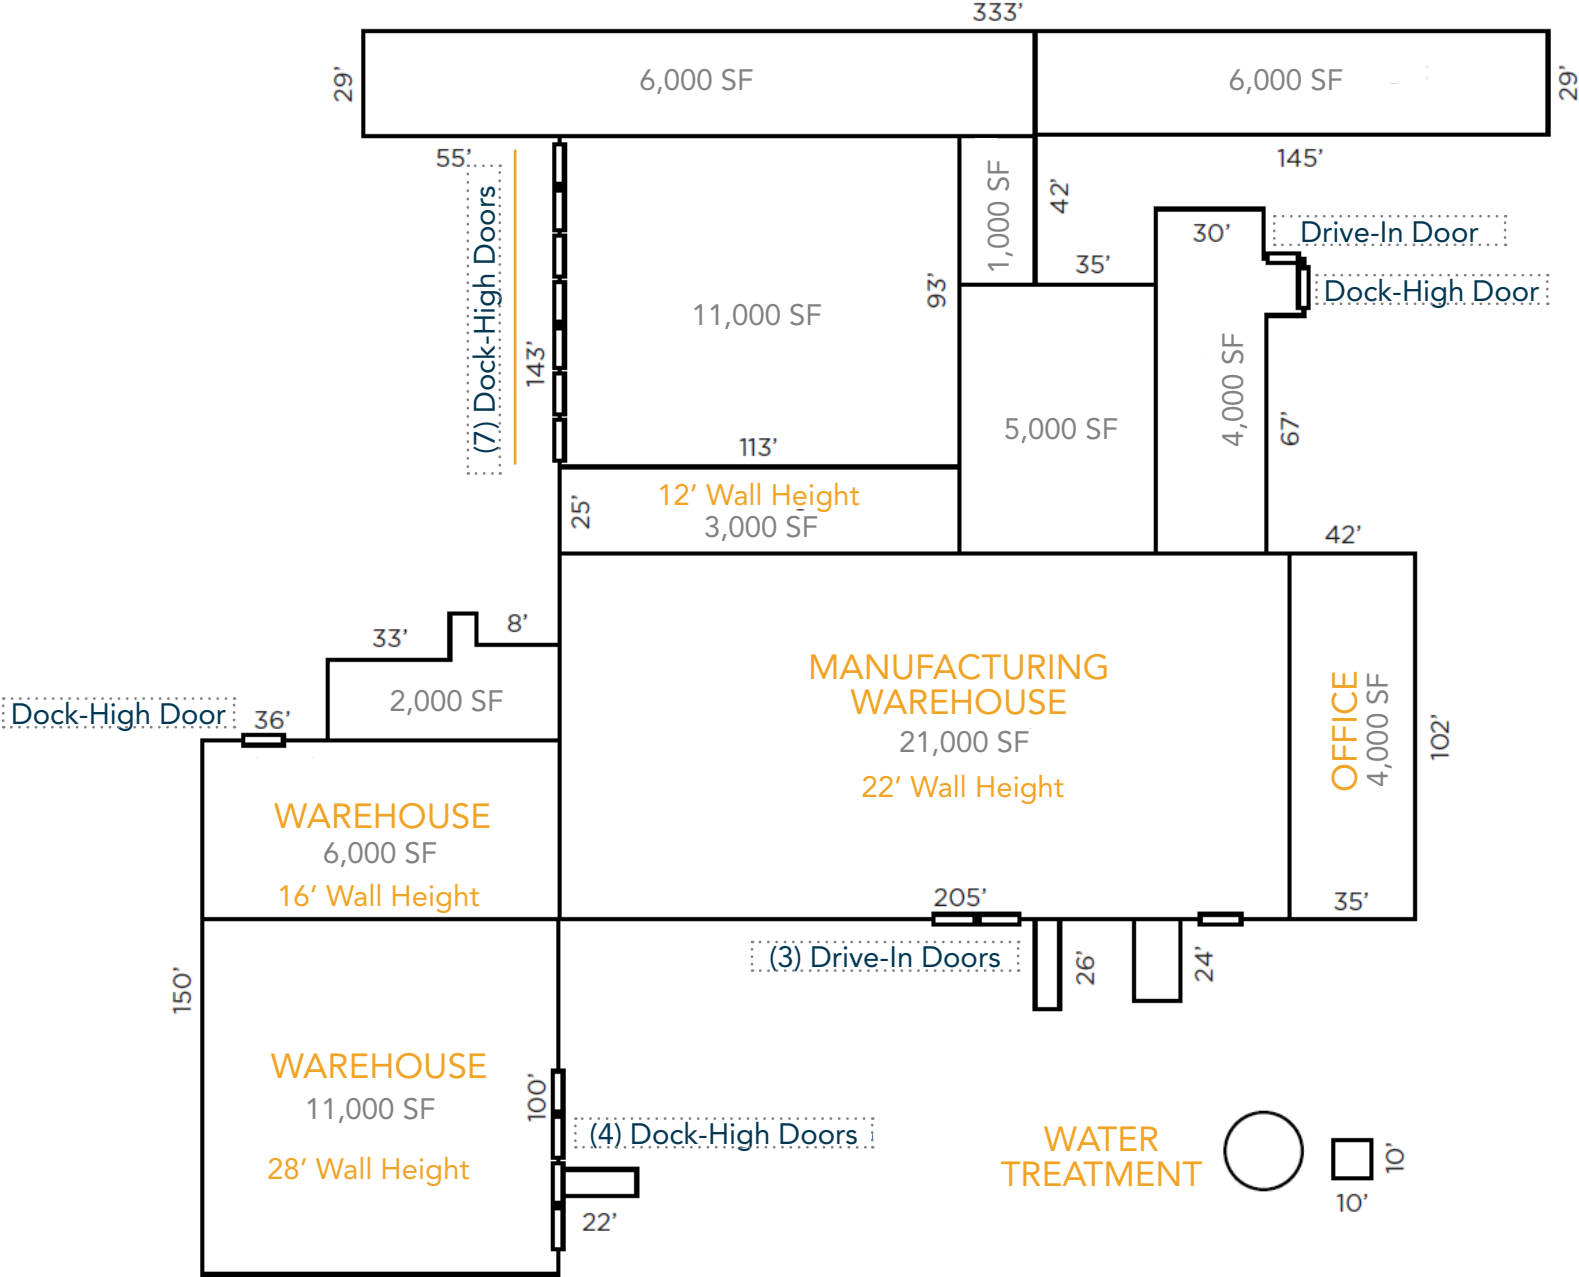 333'
29'
6,000 SF
6,000 SF
29'
55'
145'
(7) Dock-High Doors
143'
11,000 SF
93'
1,000 SF
42'
35'
30'
Drive-In Door
Dock-High Door
4,000 SF
67'
5,000 SF
113'
25'
12' Wall Height
3,000 SF
42'
33'
8'
2,000 SF
Dock-High Door
36'
MANUFACTURING
WAREHOUSE
21,000 SF
22' Wall Height
OFFICE
4,000 SF
102'
WAREHOUSE
6,000 SF
16' Wall Height
205'
35'
(3) Drive-In Doors
26'
24'
150'
WAREHOUSE
11,000 SF
28' Wall Height
100'
(4) Dock-High Doors
22'
WATER
TREATMENT
10'
10'